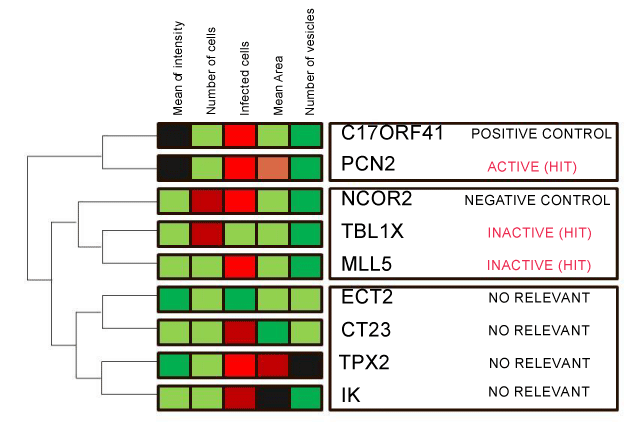 Mean of intensity
Number of cells
Infected cells
Mean Area
Number of vesicles
C17ORF41 POSITIVE CONTROL
PCN2 ACTIVE (HIT)
NCOR2 NEGATIVE CONTROL
TBL1X INACTIVE (HIT)
MLL5 INACTIVE (HIT)
ECT2 NO RELEVANT
CT23 NO RELEVANT
TPX2 NO RELEVANT
IK NO RELEVANT